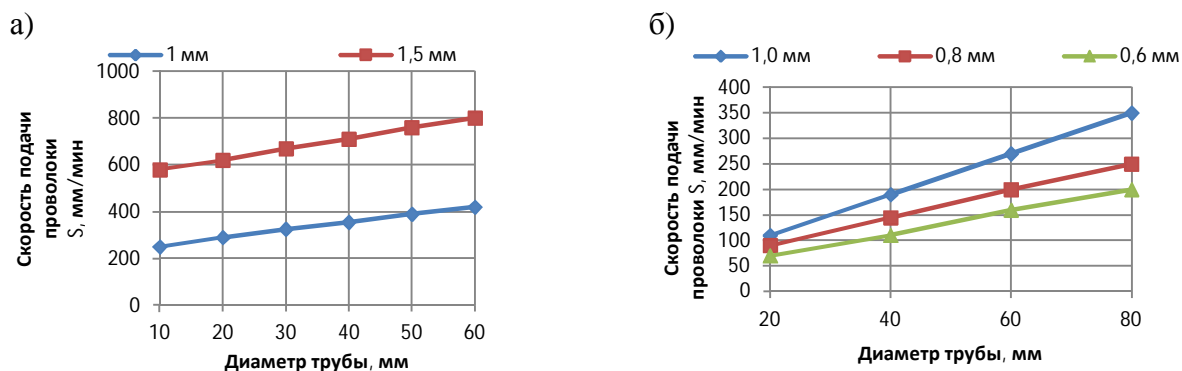 а)
1 мм
1,5 мм
Скорость подачи
проволоки
S, мм/мин
1000
800
600
400
200
0
10 20 30 40 50 60
Диаметр трубы, мм
б)
1,0 мм
0,8 мм
0,6 мм
Скорость подачи
проволоки S, мм/мин
400
350
300
250
200
150
100
50
0
20 40 60 80
Диаметр трубы, мм